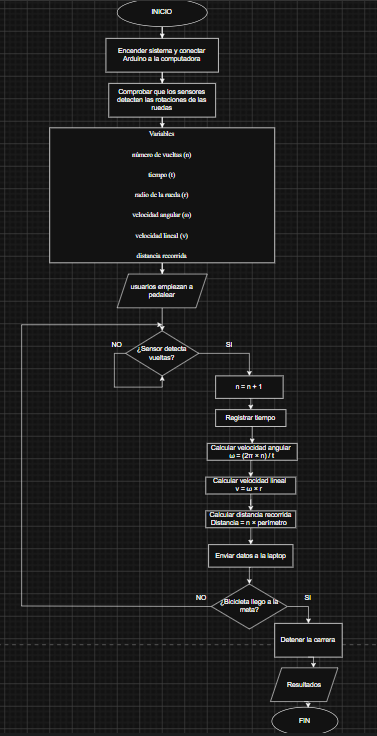 INICIO
Encender sistema y conectar
Arduino a la computadora
Comprobar que los sensores
detecten las rotaciones de las
ruedas
Variables
número de vueltas (n)
tiempo (t)
radio de la rueda (r)
velocidad angular (ω)
velocidad lineal (v)
distancia recorrida
usuarios empiezan a
pedalear
NO
¿Sensor detecta
vueltas?
SI
n = n + 1
Registrar tiempo
Calcular velocidad angular
ω = (2π × n) / t
Calcular velocidad lineal
v = ω × r
Calcular distancia recorrida
Distancia = n × perímetro
Enviar datos a la laptop
NO
¿Bicicleta llego a la
meta?
SI
Detener la carrera
Resultados
FIN